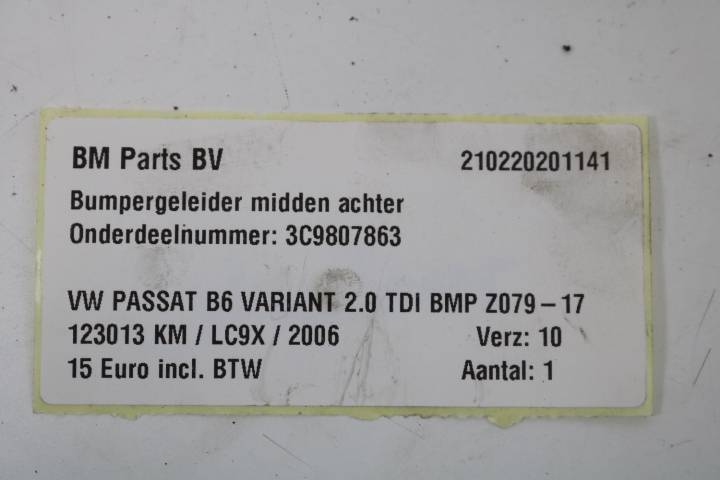 BM Parts BV 210220201141
Bumpergeleider midden achter
Onderdeelnummer: 3C9807863
VW PASSAT B6 VARIANT 2.0 TDI BMP Z079-17
123013 KM / LC9X / 2006 Verz: 10
15 Euro incl. BTW Aantal: 1